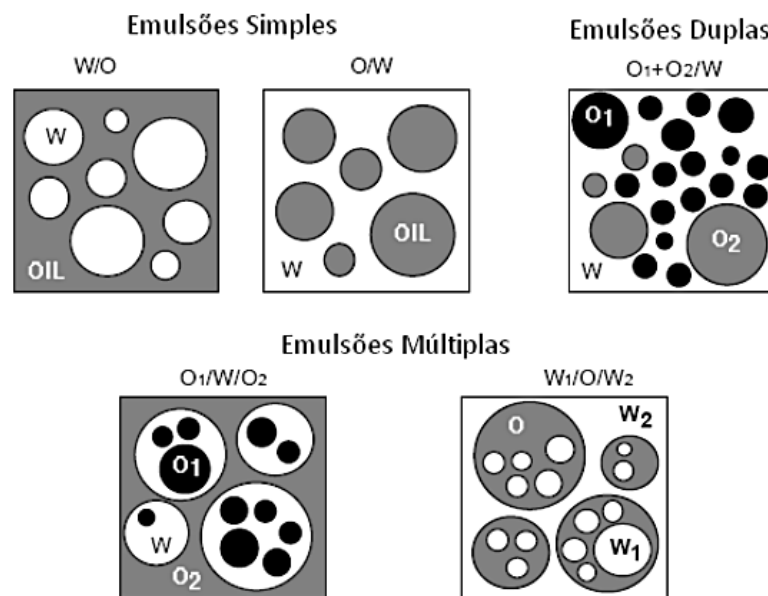 Emulsões Simples
Emulsões Duplas
W/O
O/W
O1+O2/W
W
OIL
OIL
W
O1
O2
W
Emulsões Múltiplas
O1/W/O2
W1/O/W2
O1
W
O2
O
W2
W1